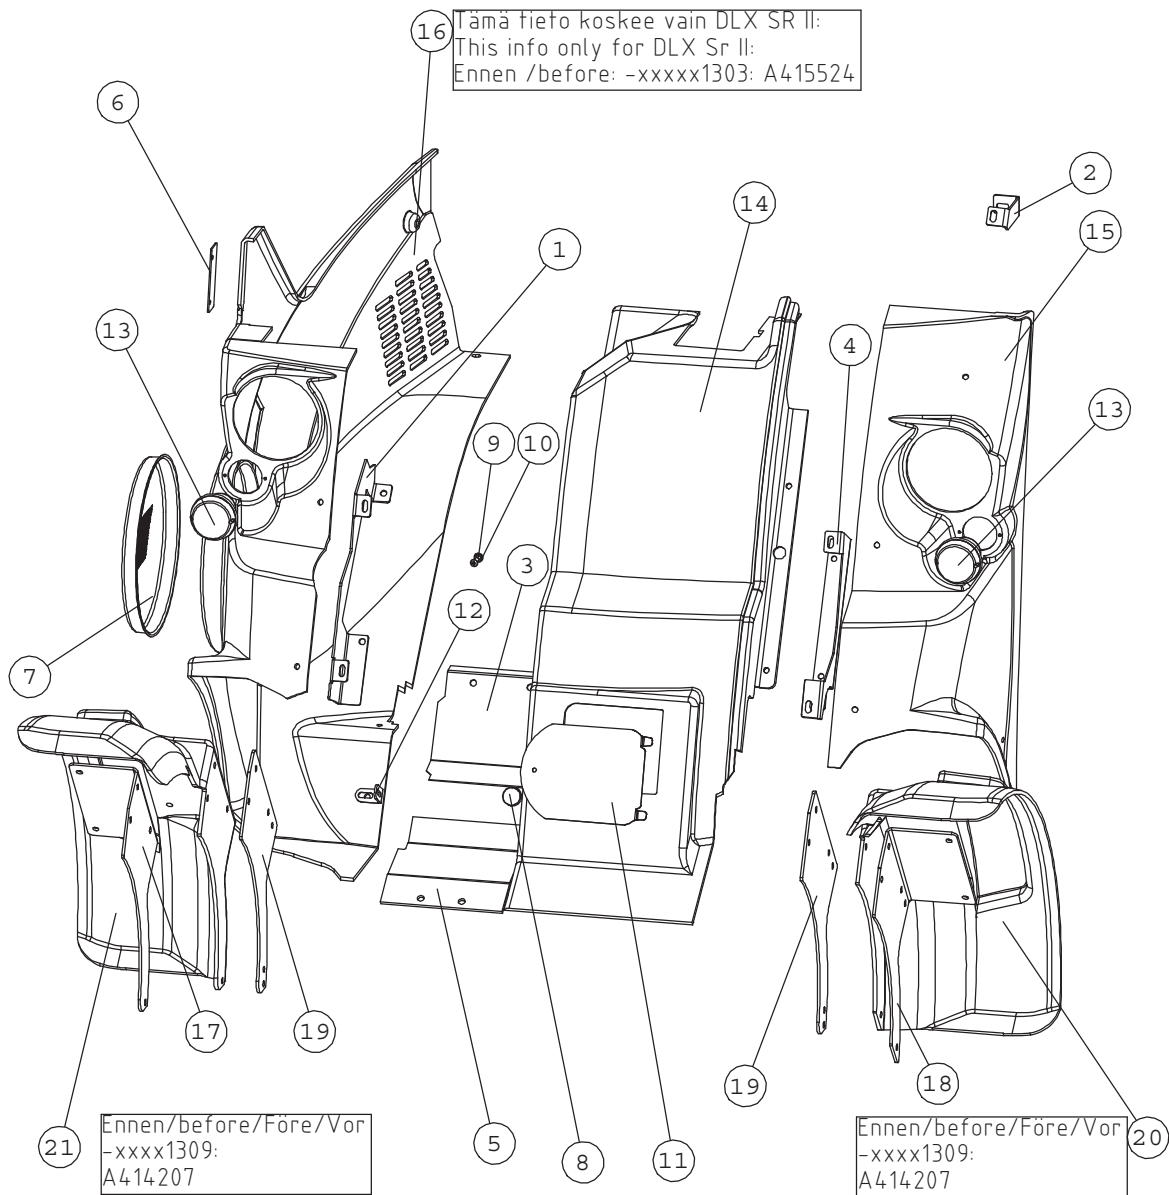 16
Tämä tieto koskee vain DLX SR II:
This info only for DLX Sr II:
Ennen /before: -xxxxx1303: A415524
6
2
14
15
1
13
4
13
9
10
3
12
7
17
19
19
18
21
5
8
11
20
Ennen/before/Före/Vor
-xxxx1309:
A414207
Ennen/before/Före/Vor
-xxxx1309:
A414207